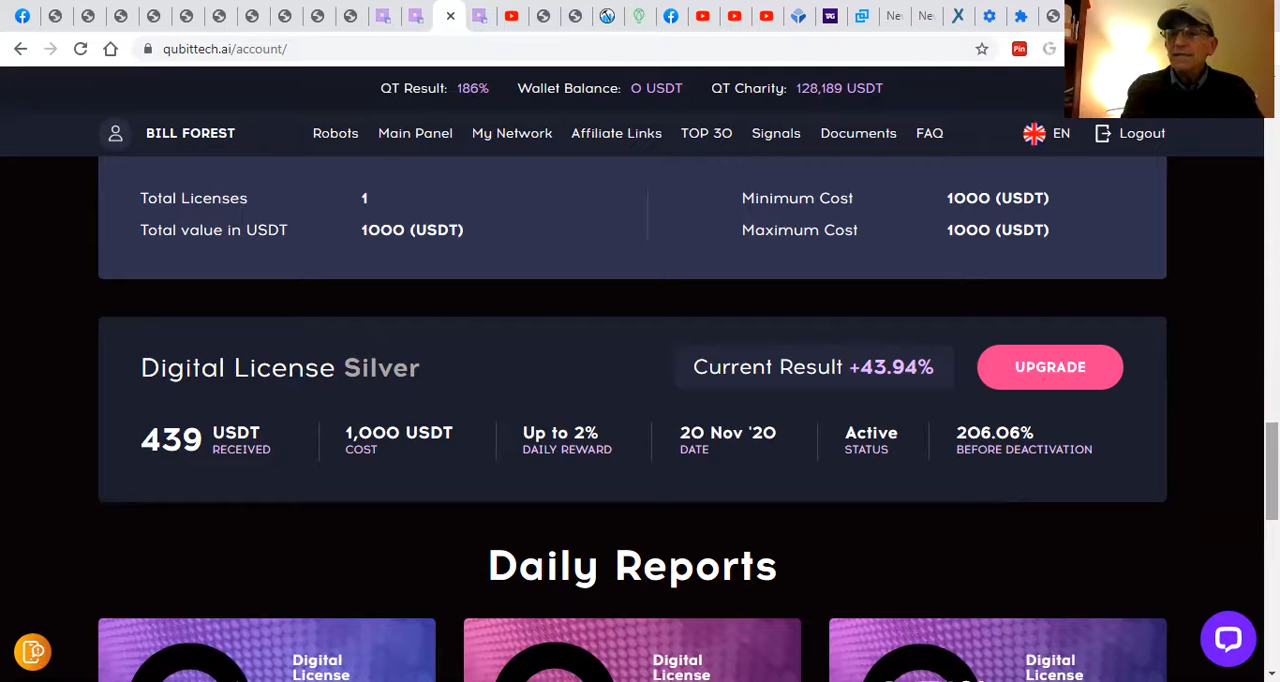 Ne
Ne
TG
qubittech.ai/account/
Pin
G
QT Result: 186% Wallet Balance: 0 USDT QT Charity: 128,189 USDT
BILL FOREST Robots Main Panel My Network Affiliate Links TOP 30 Signals Documents FAQ EN Logout
Total Licenses 1 Minimum Cost 1000 (USDT)
Total value in USDT 1000 (USDT) Maximum Cost 1000 (USDT)
Digital License Silver Current Result +43.94% UPGRADE
439 USDT RECEIVED
1,000 USDT COST
Up to 2% DAILY REWARD
20 Nov '20 DATE
Active STATUS
206.06% BEFORE DEACTIVATION
Daily Reports
Digital
License
Digital
License
Digital
License